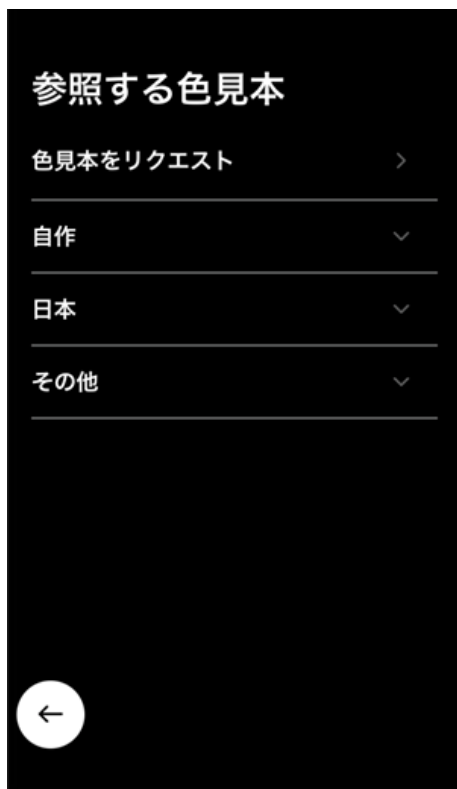 参照する色見本
色見本をリクエスト
自作
日本
その他